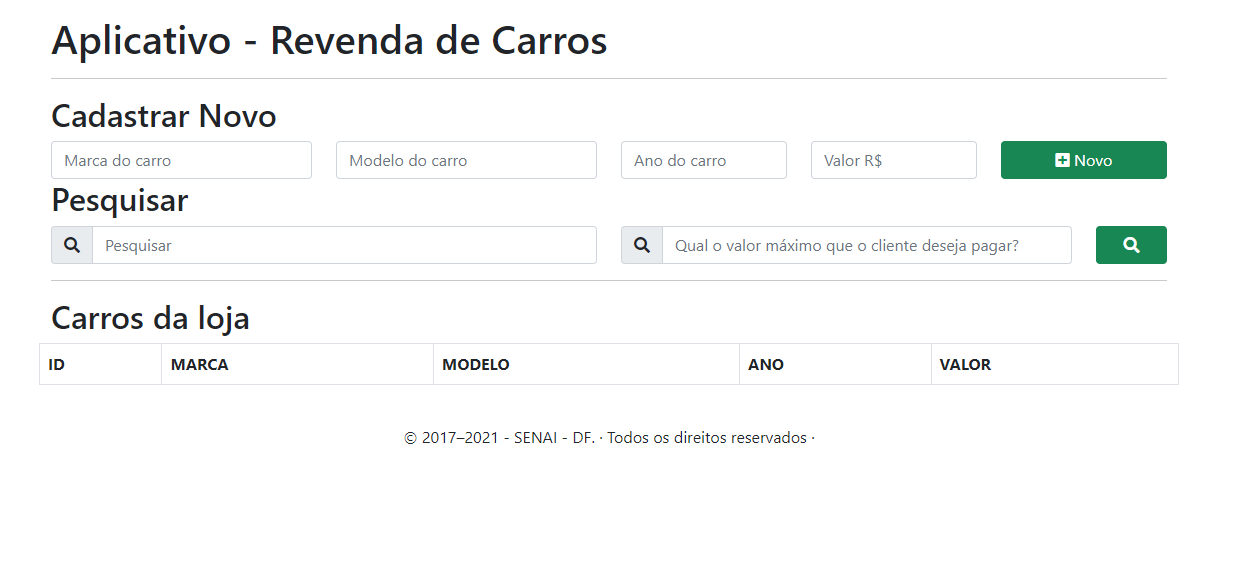 Aplicativo - Revenda de Carros
Cadastrar Novo
Marca do carro Modelo do carro Ano do carro Valor R$ Novo
Pesquisar
Pesquisar Qual o valor máximo que o cliente deseja pagar?
Carros da loja
ID MARCA MODELO ANO VALOR
© 2017–2021 - SENAI - DF. · Todos os direitos reservados ·